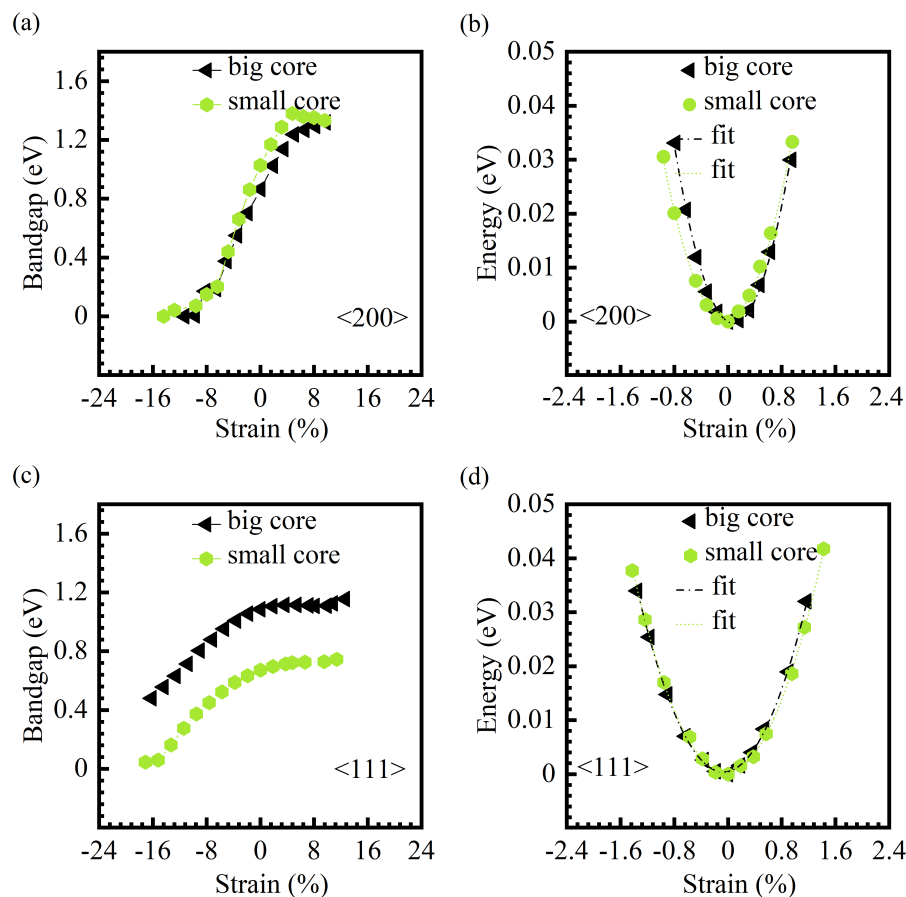 (a)
1.6
1.2
0.8
0.4
0
Bandgap (eV)
big core
small core
<200>
-24 -16 -8 0 8 16 24
Strain (%)
(b)
0.05
0.04
0.03
0.02
0.01
0
Energy (eV)
big core
small core
fit
fit
<200>
-2.4 -1.6 -0.8 0 0.8 1.6 2.4
Strain (%)
(c)
1.6
1.2
0.8
0.4
0
Bandgap (eV)
big core
small core
<111>
-24 -16 -8 0 8 16 24
Strain (%)
(d)
0.05
0.04
0.03
0.02
0.01
0
Energy (eV)
big core
small core
fit
fit
<111>
-2.4 -1.6 -0.8 0 0.8 1.6 2.4
Strain (%)